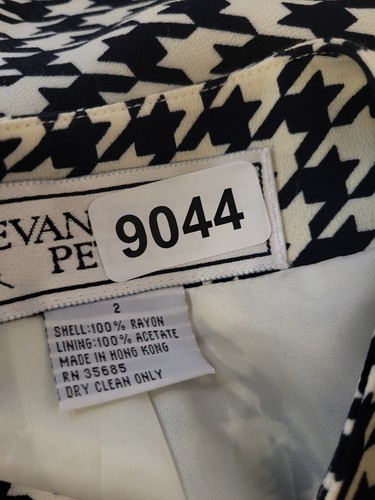 EVAN
PE
9044
2
SHELL:100% RAYON
LINING:100% ACETATE
MADE IN HONG KONG
RN 35685
DRY CLEAN ONLY